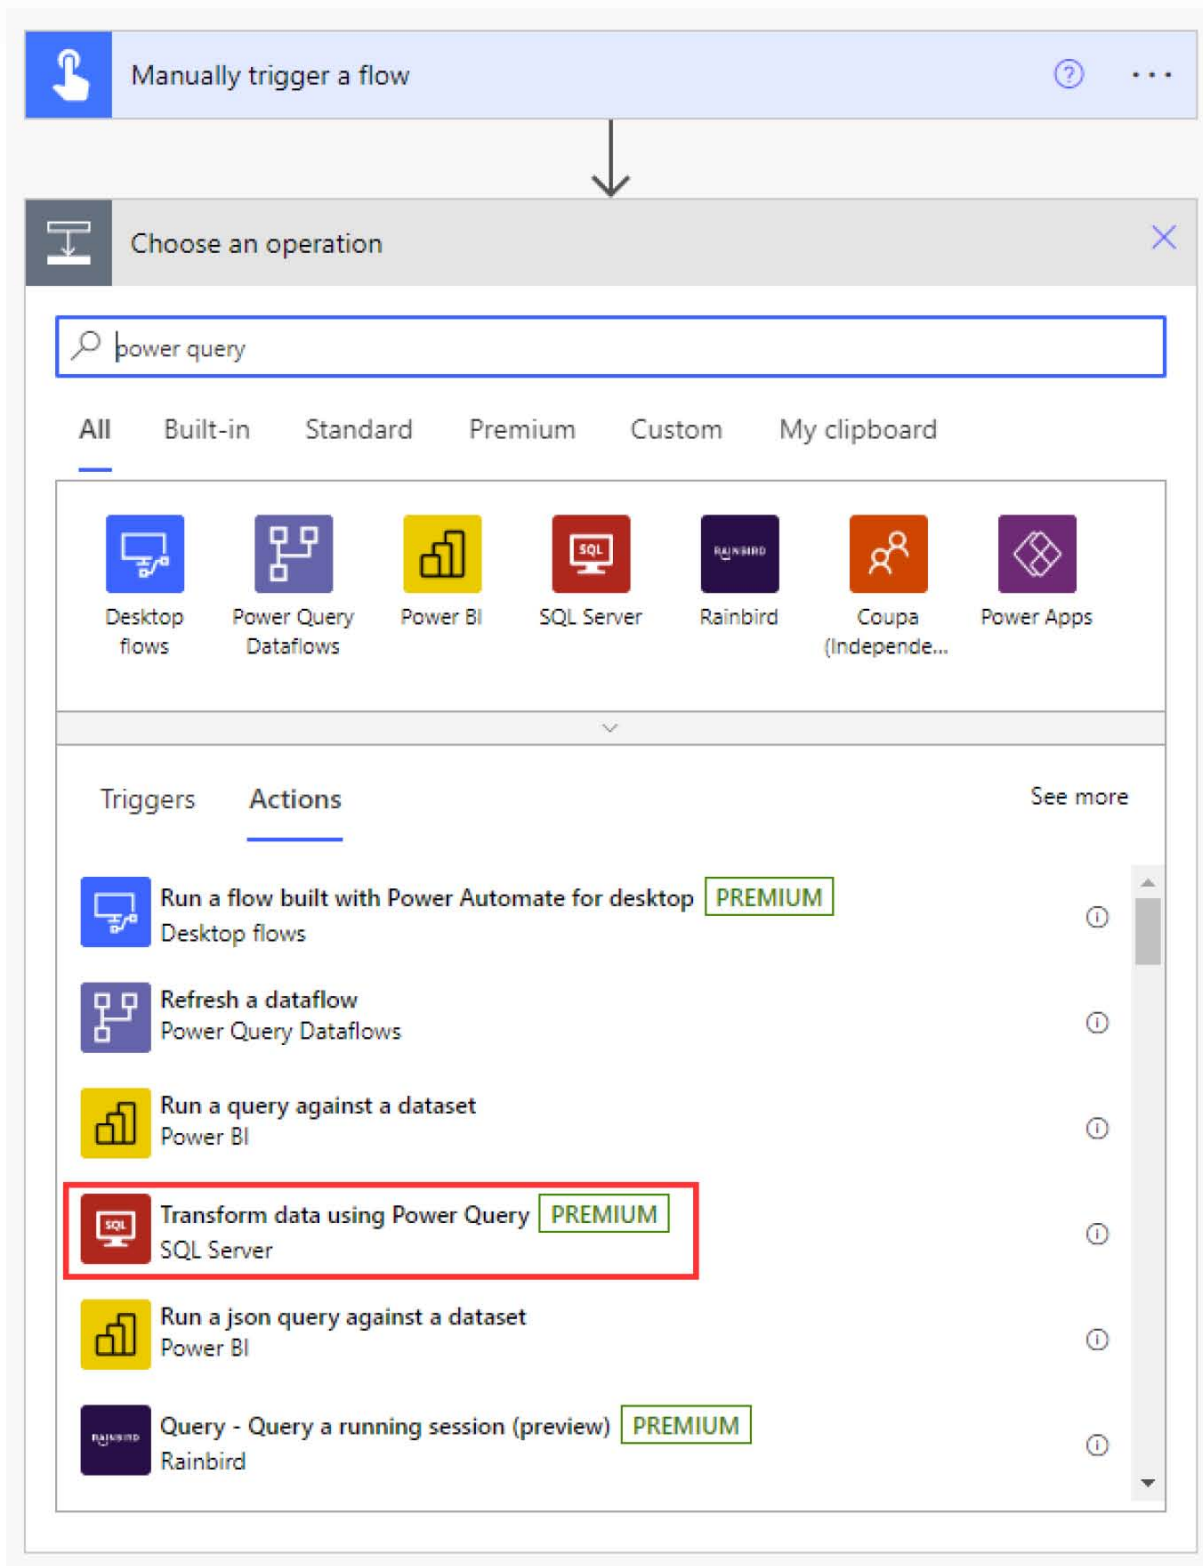 Manually trigger a flow
Choose an operation
power query
All Built-in Standard Premium Custom My clipboard
SQL
RAINBIRD
Desktop flows
Power Query Dataflows
Power BI
SQL Server
Rainbird
Coupa (Independe...
Power Apps
Triggers Actions See more
Run a flow built with Power Automate for desktop PREMIUM
Desktop flows
Refresh a dataflow
Power Query Dataflows
Run a query against a dataset
Power BI
SQL
Transform data using Power Query PREMIUM
SQL Server
Run a json query against a dataset
Power BI
RAINBIRD
Query - Query a running session (preview) PREMIUM
Rainbird